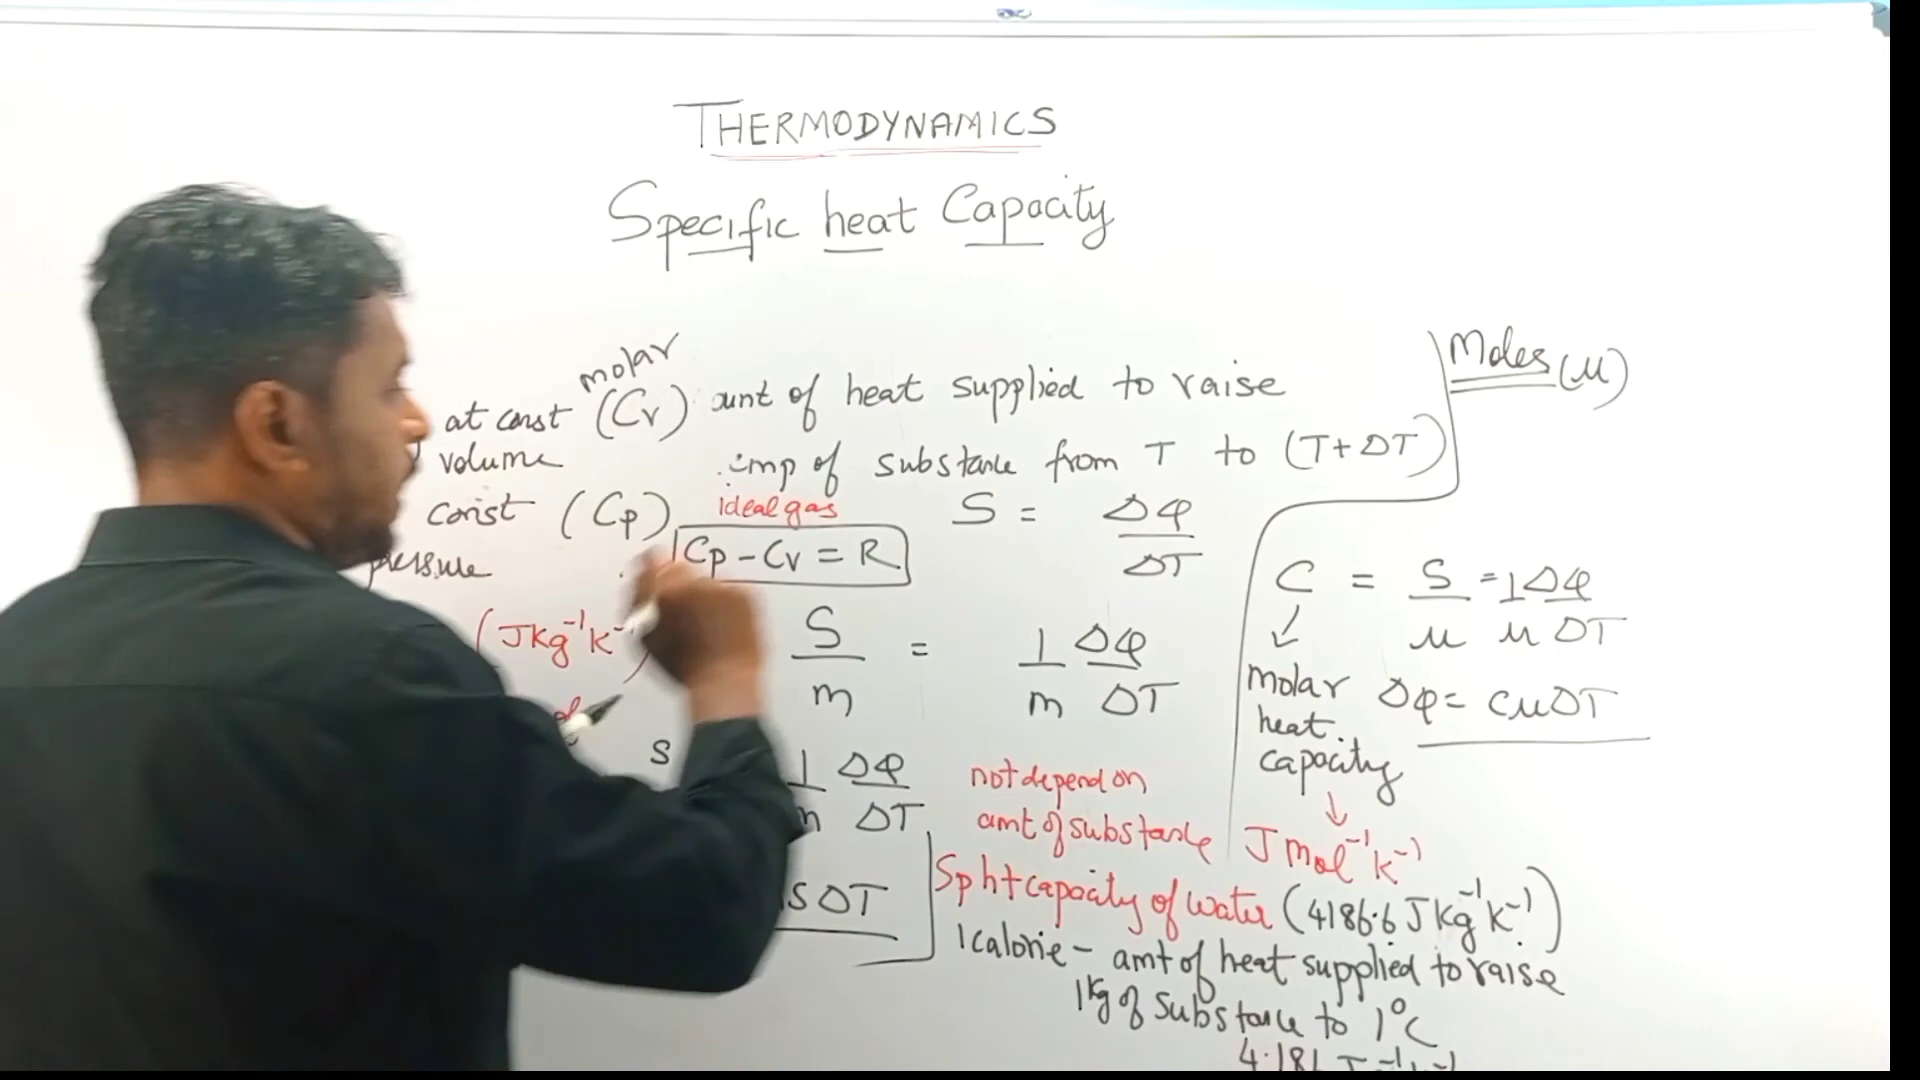 THERMODYNAMICS
Specific heat Capacity
molar
at const (Cv) amt of heat supplied to raise
volume
of substance from T to (T+ΔT)
const (Cp)
pressure
ideal gas
Cp - Cv = R
S = ΔQ/ΔT
(J kg⁻¹ K⁻
S/m = 1/m ΔQ/ΔT
S
1/m ΔQ/ΔT
SΔT
not depend on
amt of substance
Moles (μ)
C = S/μ = 1/μ ΔQ/ΔT
molar
heat
capacity
ΔQ = CμΔT
J mol⁻¹ K⁻¹
Sp ht capacity of water (4186.6 J kg⁻¹ K⁻¹)
1 calorie - amt of heat supplied to raise
1kg of substance to 1°C